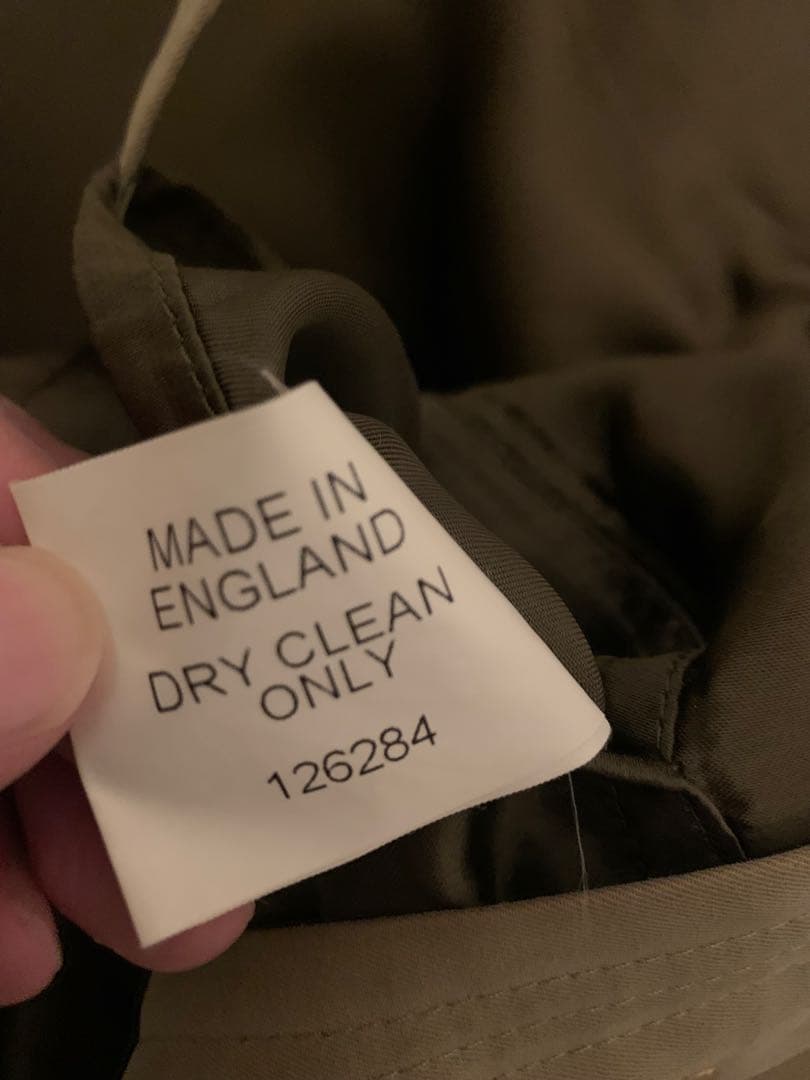 MADE IN
ENGLAND
DRY CLEAN
ONLY
126284